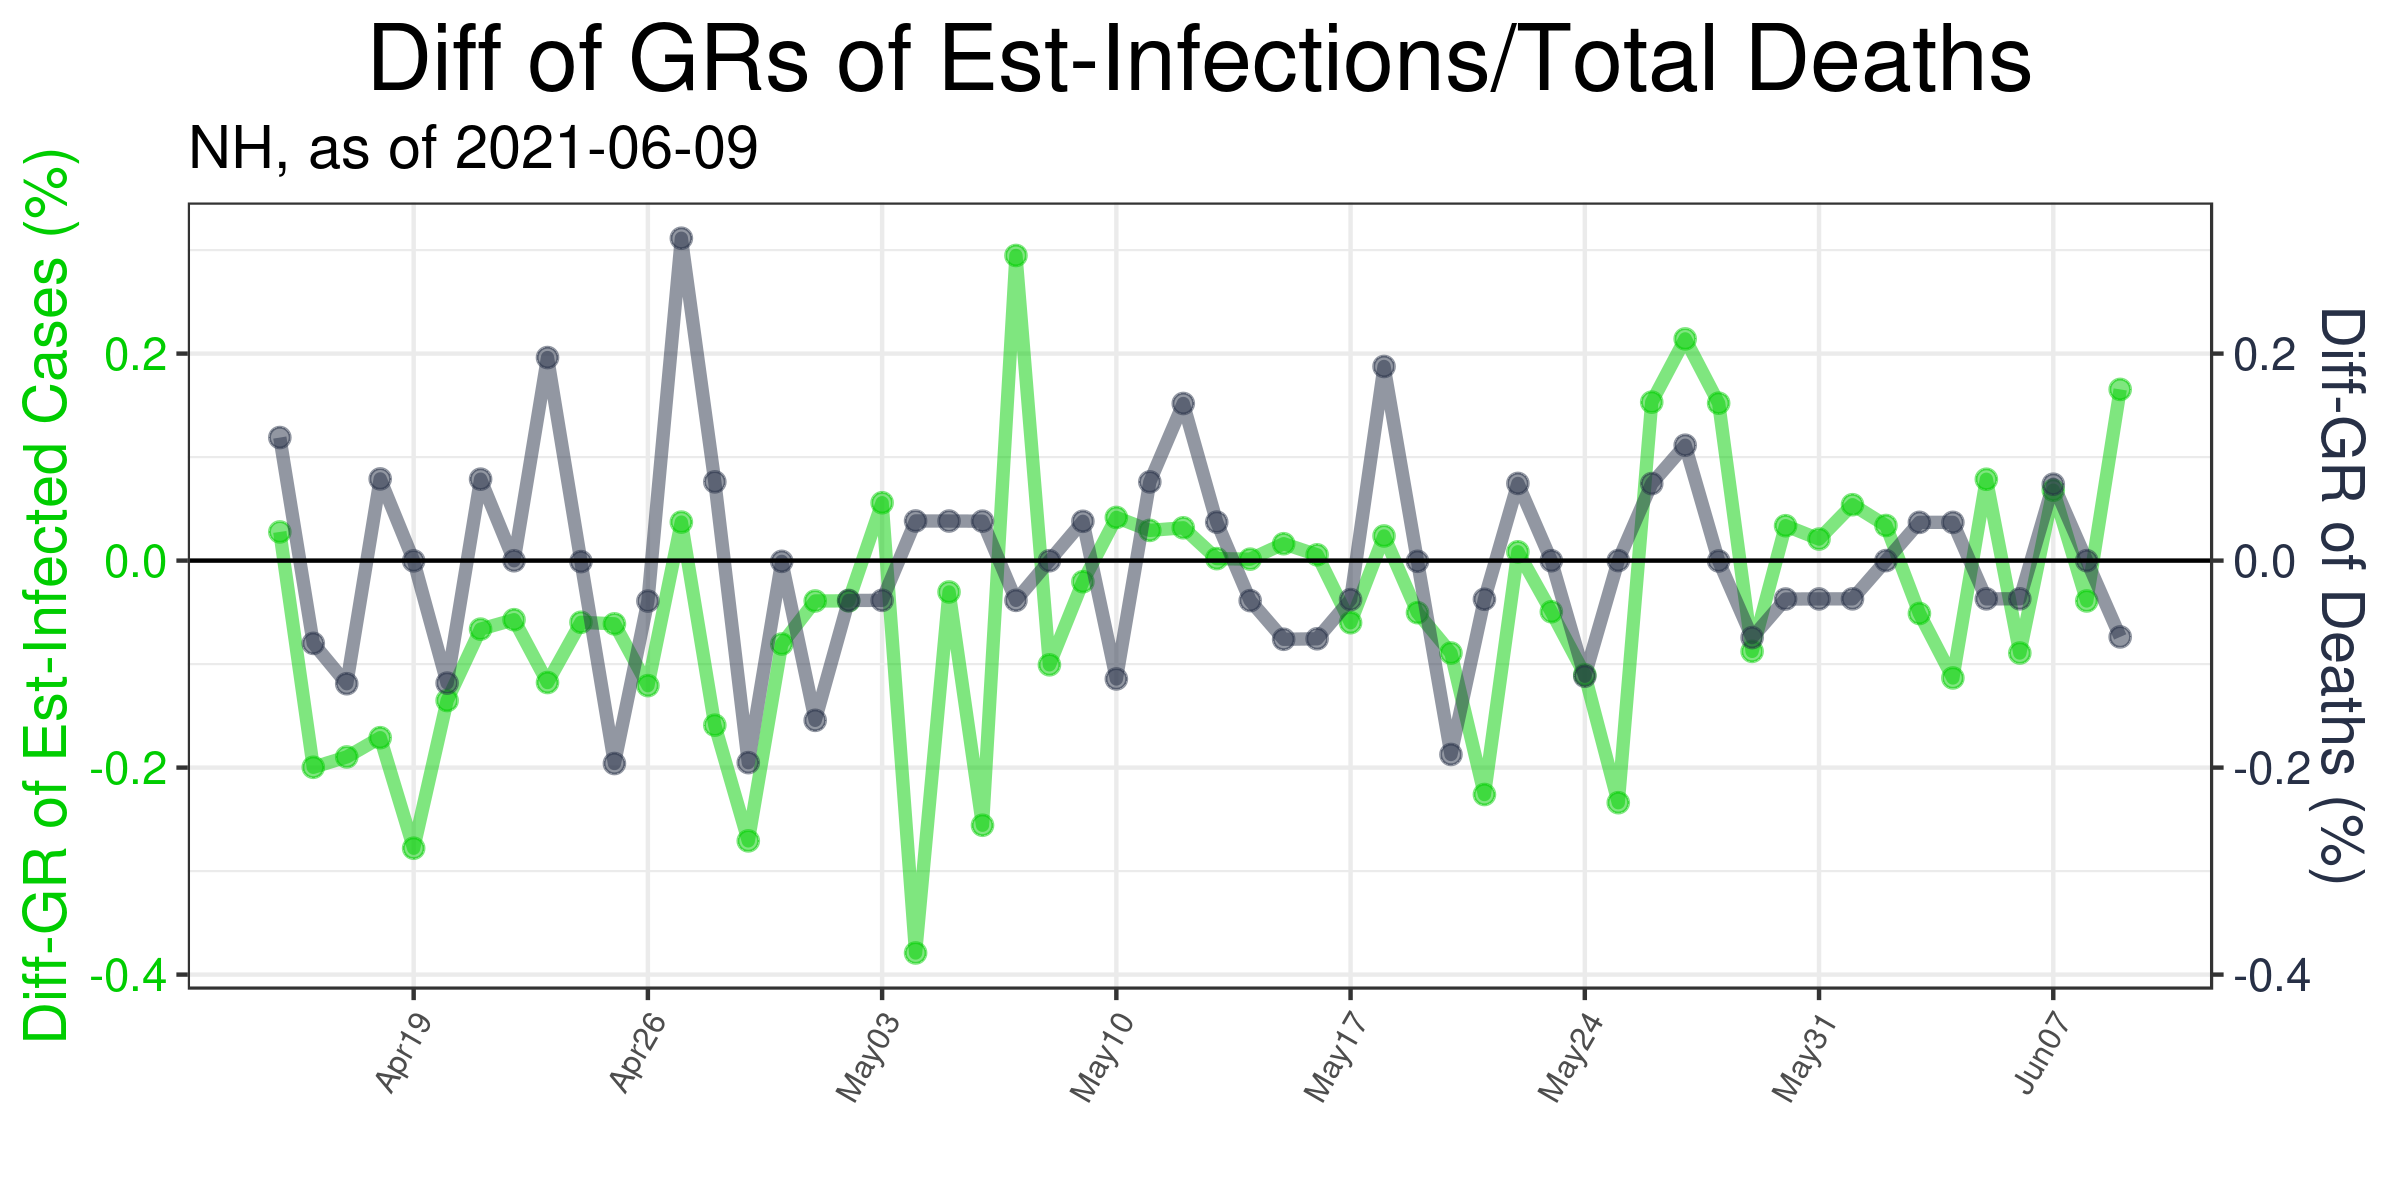 Diff of GRs of Est-Infections/Total Deaths
NH, as of 2021-06-09
Diff-GR of Est-Infected Cases (%)
0.2
0.0
-0.2
-0.4
0.2
0.0
-0.2
-0.4
Diff-GR of Deaths (%)
Apr19
Apr26
May03
May10
May17
May24
May31
Jun07